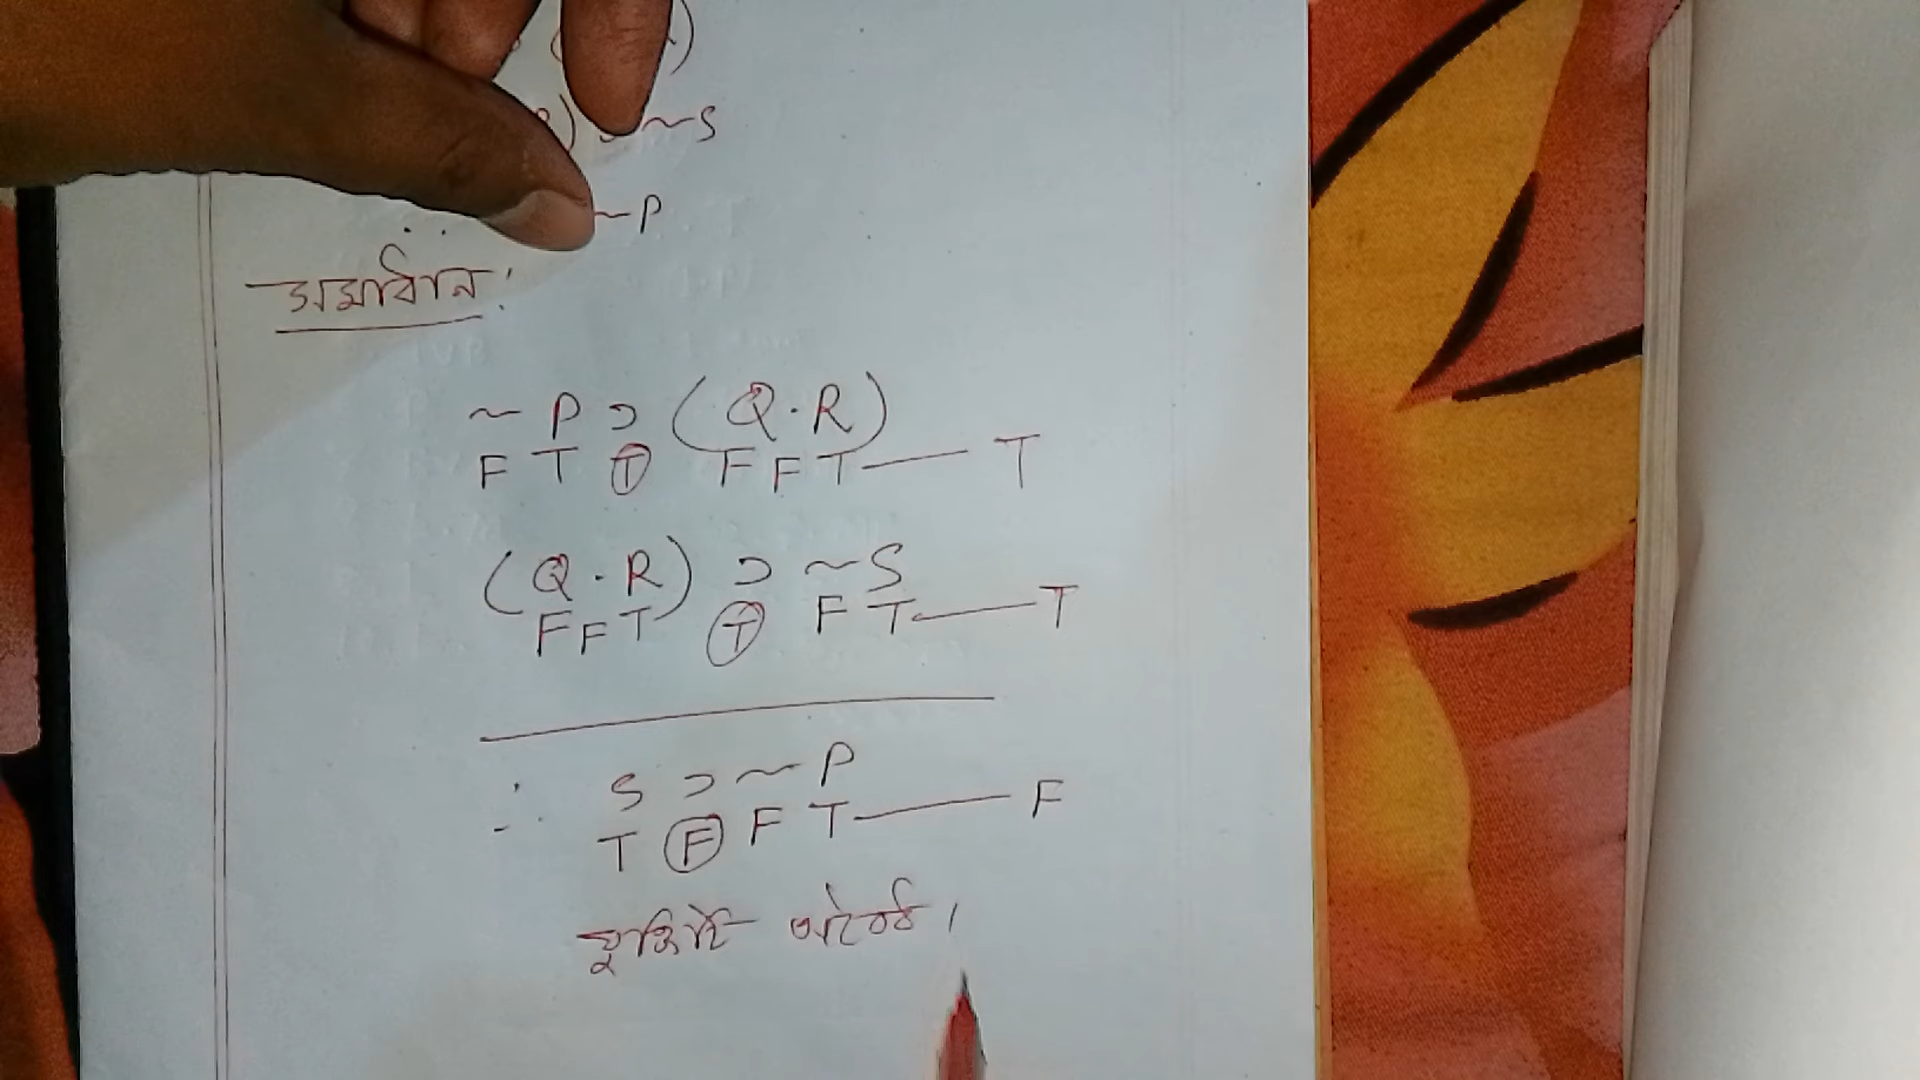 )
) ⊃ ~S
∴ ~P
সমাধান:
~ P ⊃ (Q · R)
F T Ⓣ F F T — T
(Q · R) ⊃ ~S
F F T Ⓣ F T — T
∴ S ⊃ ~ P
T Ⓕ F T — F
যুক্তিটি অবৈধ।